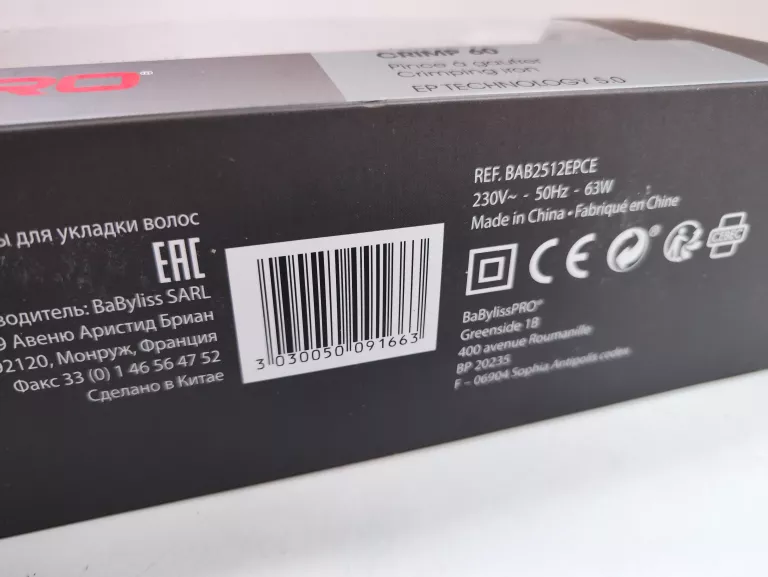 RO®
CRIMP 60
Pince à gaufrer
Crimping iron
EP TECHNOLOGY 5.0
для укладки волос
EAC
BaByliss SARL
Авеню Аристид Бриан
92120, Монруж, Франция
Факс 33 (0) 1 46 56 47 52
Сделано в Китае
3 030050 091663
REF. BAB2512EPCE
230V~ - 50Hz - 63W
Made in China • Fabriqué en Chine
CE
CEBEC
BaBylissPRO®
Greenside 1B
400 avenue Roumanille
BP 20235
F – 06904 Sophia Antipolis codex